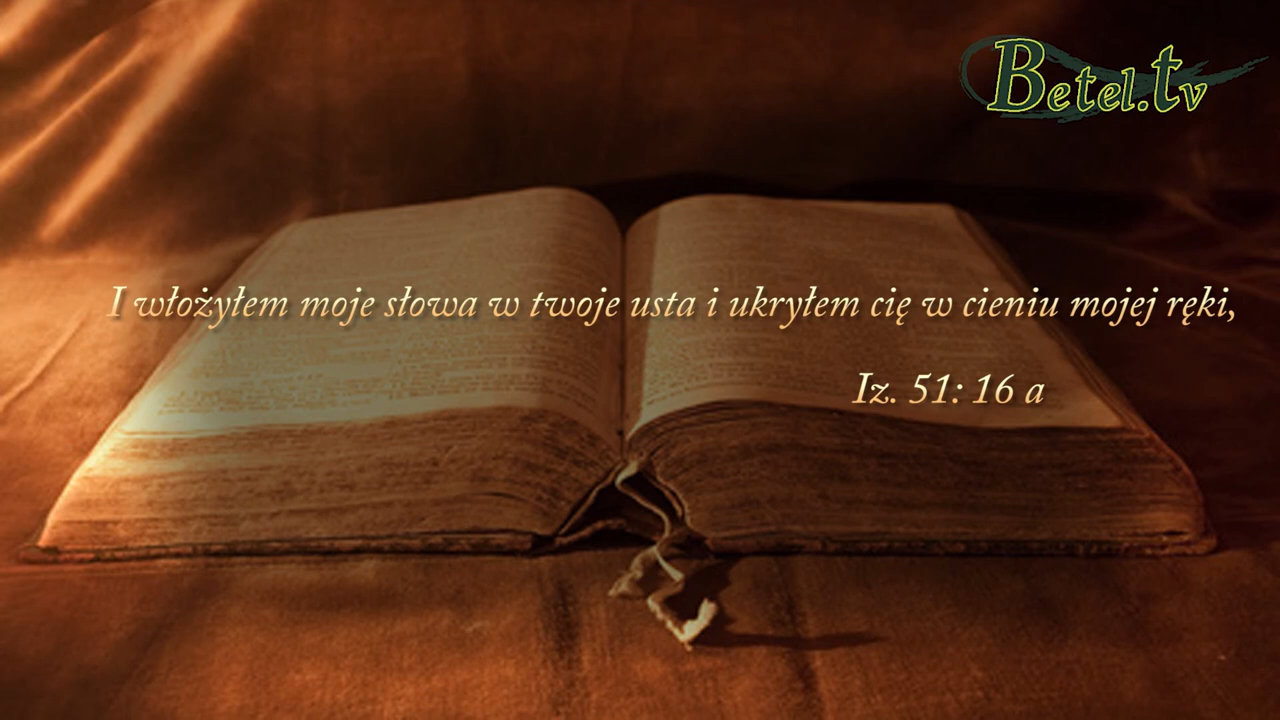 Betel.tv
I włożyłem moje słowa w twoje usta i ukryłem cię w cieniu mojej ręki,
Iz. 51: 16 a